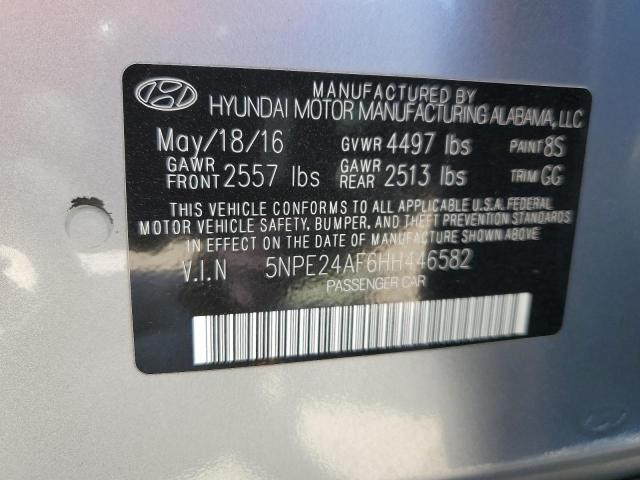 MANUFACTURED BY
HYUNDAI MOTOR MANUFACTURING ALABAMA, LLC
May/18/16 GVWR 4497 lbs PAINT 8S
GAWR FRONT 2557 lbs GAWR REAR 2513 lbs TRIM GG
THIS VEHICLE CONFORMS TO ALL APPLICABLE U.S.A. FEDERAL
MOTOR VEHICLE SAFETY, BUMPER, AND THEFT PREVENTION STANDARDS
IN EFFECT ON THE DATE OF MANUFACTURE SHOWN ABOVE.
V.I.N 5NPE24AF6HH446582
PASSENGER CAR